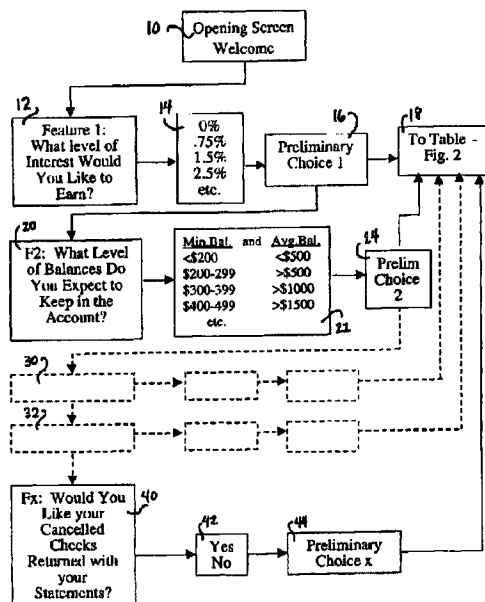 10
Opening Screen
Welcome
12
Feature 1:
What level of
Interest Would
You Like to
Earn?
14
0%
.75%
1.5%
2.5%
etc.
16
Preliminary
Choice 1
18
To Table -
Fig. 2
20
F2: What Level
of Balances Do
You Expect to
Keep in the
Account?
Min.Bal. and Avg.Bal.
<$200 <$500
$200-299 >$500
$300-399 >$1000
$400-499 >$1500
etc.
22
24
Prelim
Choice
2
30
32
Fx: Would You
Like your
Cancelled
Checks
Returned with
your
Statements?
40
42
Yes
No
44
Preliminary
Choice x